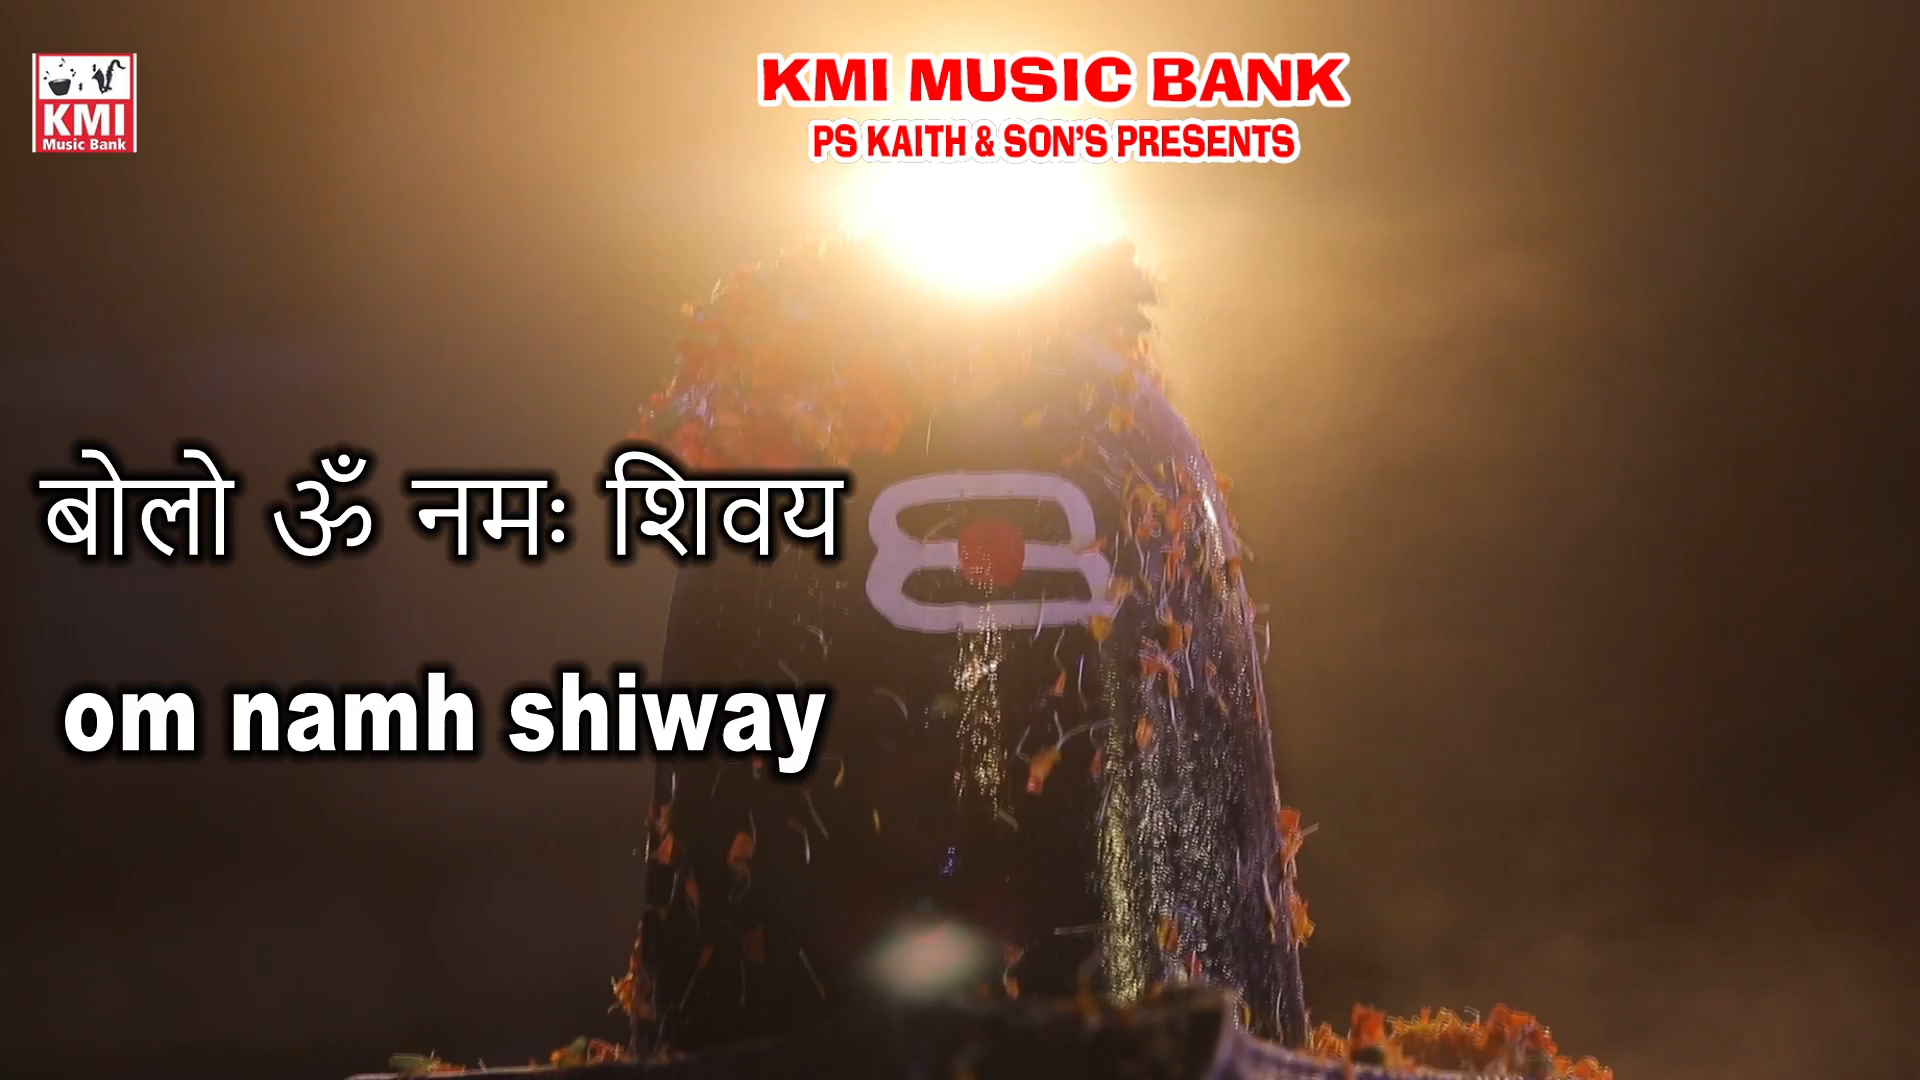 KMI
Music Bank
KMI MUSIC BANK
PS KAITH & SON'S PRESENTS
बोलो ॐ नमः शिवय
om namh shiway